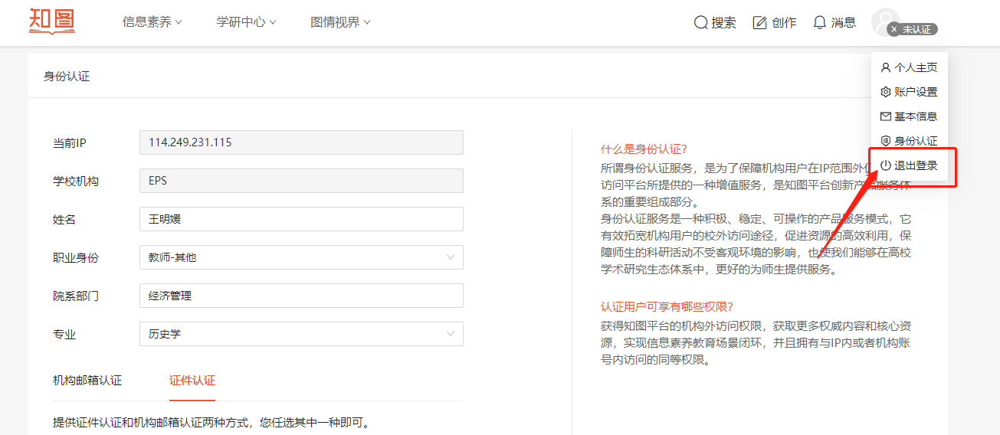 知图
信息素养
学研中心
图情视界
搜索
创作
消息
X 未认证
个人主页
账户设置
基本信息
身份认证
退出登录
身份认证
当前IP
114.249.231.115
学校机构
EPS
姓名
王明媛
职业身份
教师-其他
院系部门
经济管理
专业
历史学
机构邮箱认证
证件认证
提供证件认证和机构邮箱认证两种方式，您任选其中一种即可。
什么是身份认证?
所谓身份认证服务，是为了保障机构用户在IP范围外
访问平台所提供的一种增值服务，是知图平台创新产品服务体
系的重要组成部分。
身份认证服务是一种积极、稳定、可操作的产品服务模式，它
有效拓宽机构用户的校外访问途径，促进资源的高效利用，保
障师生的科研活动不受客观环境的影响，也使我们能够在高校
学术研究生态体系中，更好的为师生提供服务。
认证用户可享有哪些权限?
获得知图平台的机构外访问权限，获取更多权威内容和核心资
源，实现信息素养教育场景闭环，并且拥有与IP内或者机构账
号内访问的同等权限。